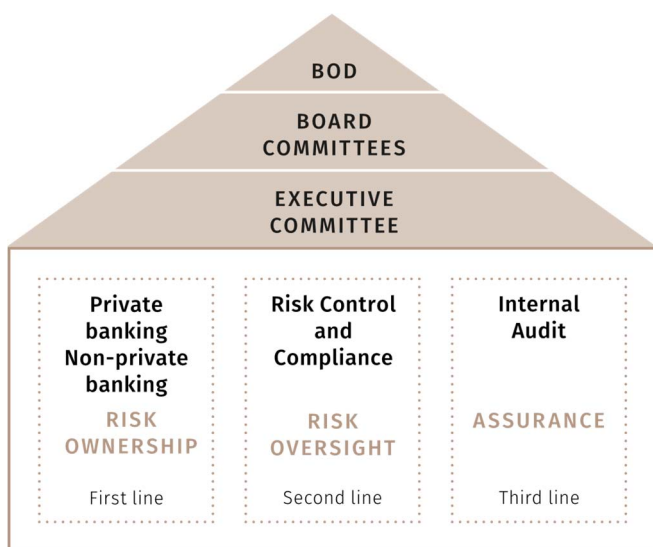 BOD
BOARD
COMMITTEES
EXECUTIVE
COMMITTEE
Private
banking
Non-private
banking
RISK
OWNERSHIP
First line
Risk Control
and
Compliance
RISK
OVERSIGHT
Second line
Internal
Audit
ASSURANCE
Third line